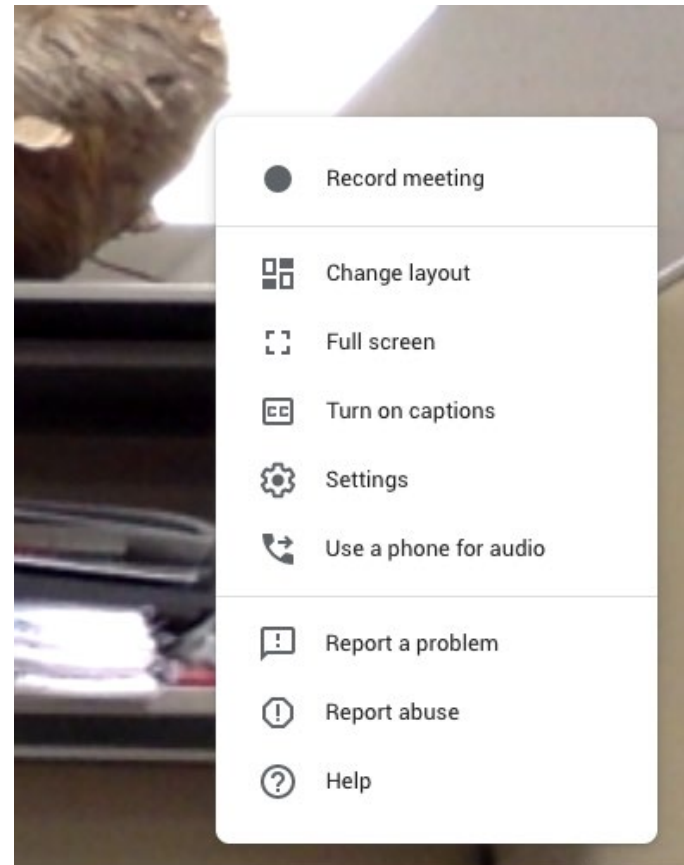 Record meeting
Change layout
Full screen
Turn on captions
Settings
Use a phone for audio
Report a problem
Report abuse
Help